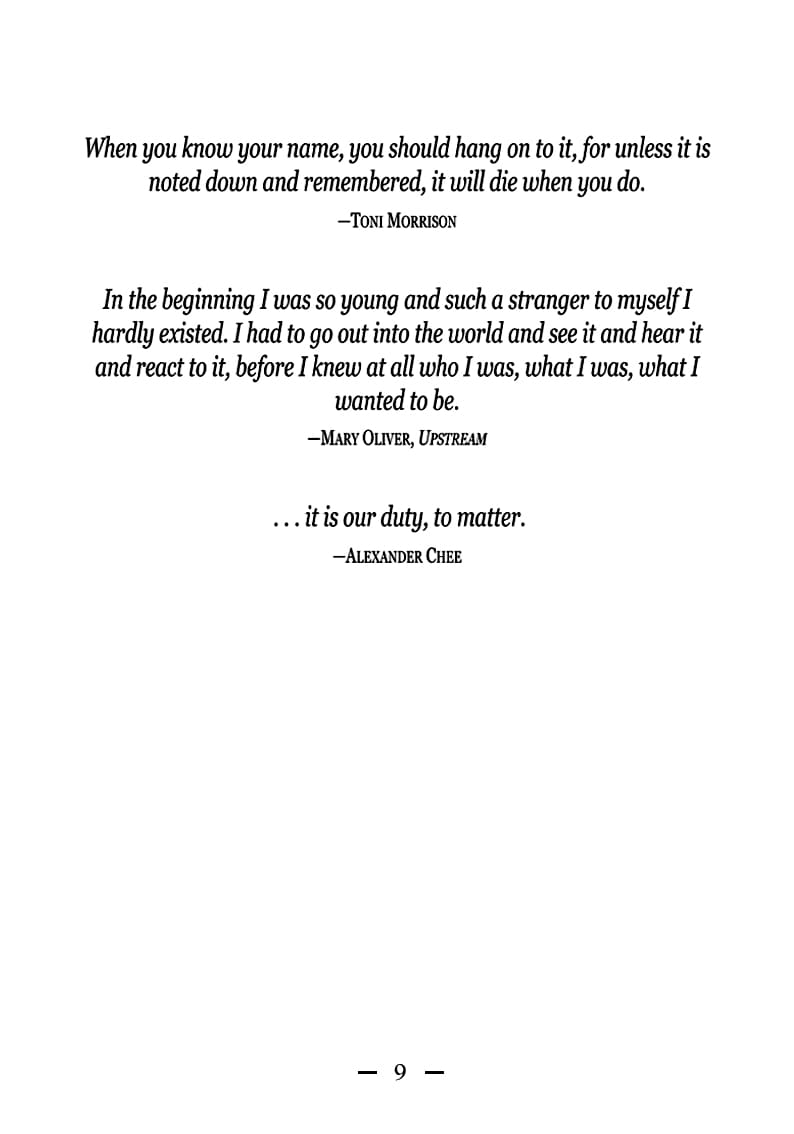 When you know your name, you should hang on to it, for unless it is
noted down and remembered, it will die when you do.
—Toni Morrison
In the beginning I was so young and such a stranger to myself I
hardly existed. I had to go out into the world and see it and hear it
and react to it, before I knew at all who I was, what I was, what I
wanted to be.
—Mary Oliver, Upstream
. . . it is our duty, to matter.
—Alexander Chee
— 9 —